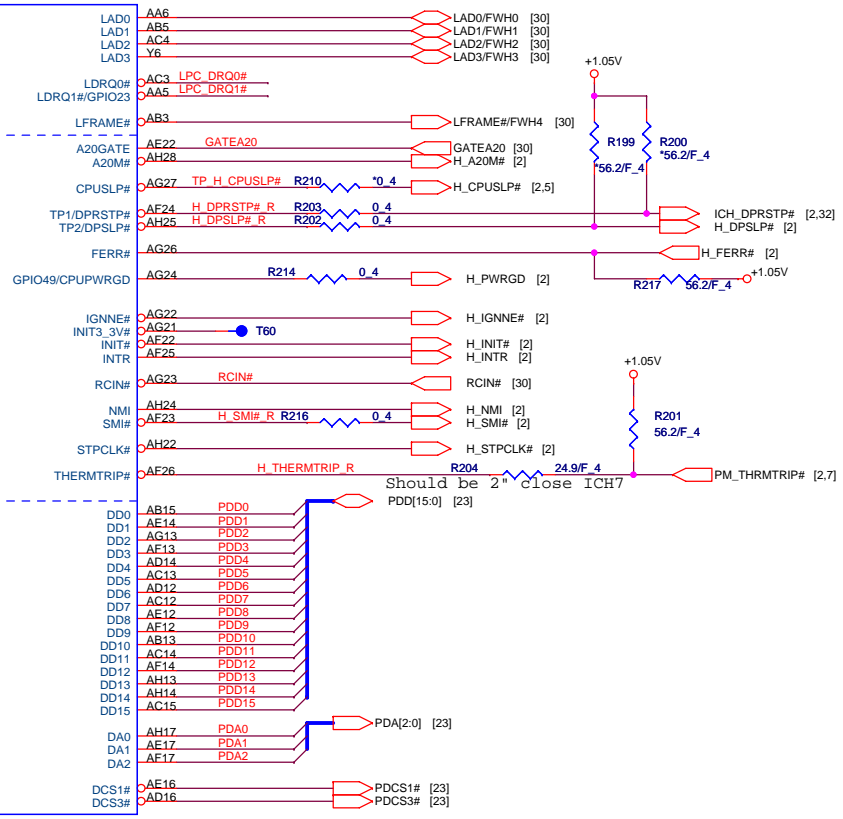 LAD0 AA6 LAD0/FWH0 [30]
LAD1 AB5 LAD1/FWH1 [30]
LAD2 AC4 LAD2/FWH2 [30]
LAD3 Y6 LAD3/FWH3 [30]
+1.05V
LDRQ0# AC3 LPC_DRQ0#
LDRQ1#/GPIO23 AA5 LPC_DRQ1#
LFRAME# AB3 LFRAME#/FWH4 [30]
R199 R200
*56.2/F_4 *56.2/F_4
A20GATE AE22 GATEA20 GATEA20 [30]
A20M# AH28 H_A20M# [2]
CPUSLP# AG27 TP_H_CPUSLP# R210 *0_4 H_CPUSLP# [2,5]
TP1/DPRSTP# AF24 H_DPRSTP#_R R203 0_4 ICH_DPRSTP# [2,32]
TP2/DPSLP# AH25 H_DPSLP#_R R202 0_4 H_DPSLP# [2]
FERR# AG26 H_FERR# [2]
GPIO49/CPUPWRGD AG24 R214 0_4 H_PWRGD [2] R217 56.2/F_4 +1.05V
IGNNE# AG22 H_IGNNE# [2]
INIT3_3V# AG21 T60
INIT# AF22 H_INIT# [2]
INTR AF25 H_INTR [2]
+1.05V
RCIN# AG23 RCIN# RCIN# [30]
NMI AH24 H_NMI [2]
SMI# AF23 H_SMI#_R R216 0_4 H_SMI# [2]
R201
56.2/F_4
STPCLK# AH22 H_STPCLK# [2]
THERMTRIP# AF26 H_THERMTRIP_R R204 24.9/F_4 PM_THRMTRIP# [2,7]
Should be 2" close ICH7
PDD[15:0] [23]
DD0 AB15 PDD0
DD1 AE14 PDD1
DD2 AG13 PDD2
DD3 AF13 PDD3
DD4 AD14 PDD4
DD5 AC13 PDD5
DD6 AD12 PDD6
DD7 AC12 PDD7
DD8 AE12 PDD8
DD9 AF12 PDD9
DD10 AB13 PDD10
DD11 AC14 PDD11
DD12 AF14 PDD12
DD13 AH13 PDD13
DD14 AH14 PDD14
DD15 AC15 PDD15
PDA[2:0] [23]
DA0 AH17 PDA0
DA1 AE17 PDA1
DA2 AF17 PDA2
DCS1# AE16 PDCS1# [23]
DCS3# AD16 PDCS3# [23]